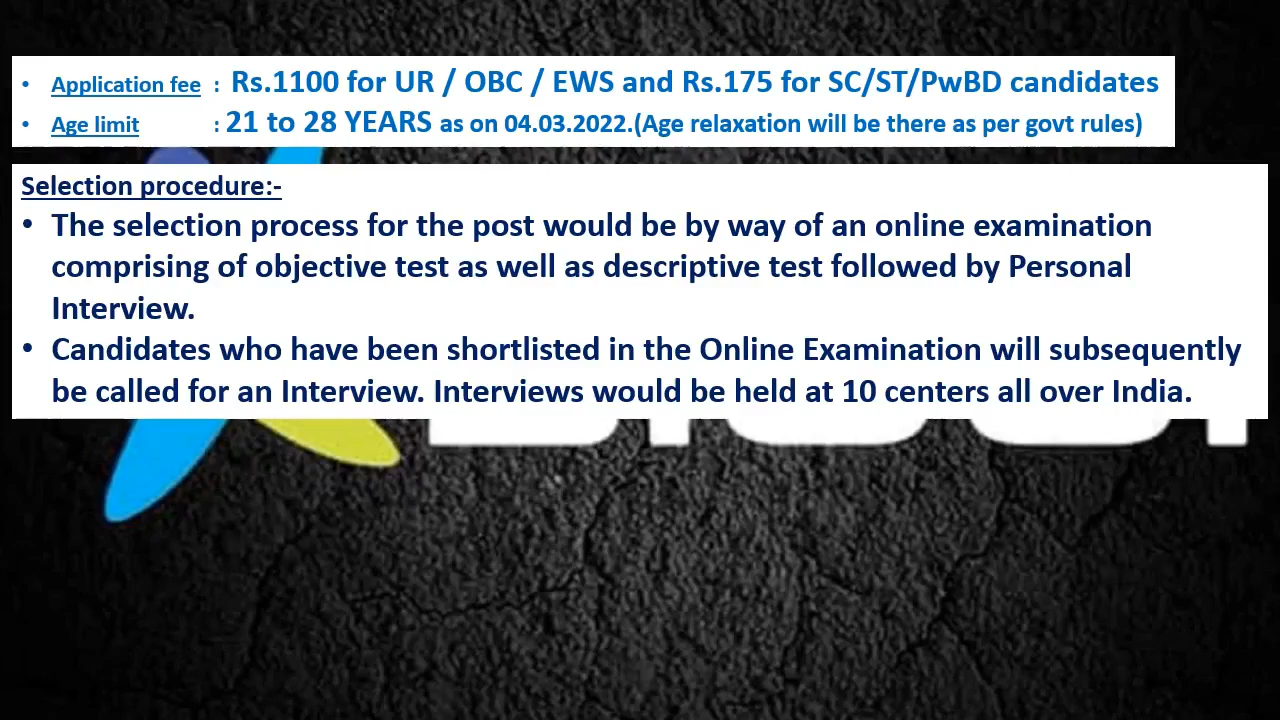 • Application fee : Rs.1100 for UR / OBC / EWS and Rs.175 for SC/ST/PwBD candidates
• Age limit : 21 to 28 YEARS as on 04.03.2022.(Age relaxation will be there as per govt rules)
Selection procedure:-
• The selection process for the post would be by way of an online examination
comprising of objective test as well as descriptive test followed by Personal
Interview.
• Candidates who have been shortlisted in the Online Examination will subsequently
be called for an Interview. Interviews would be held at 10 centers all over India.